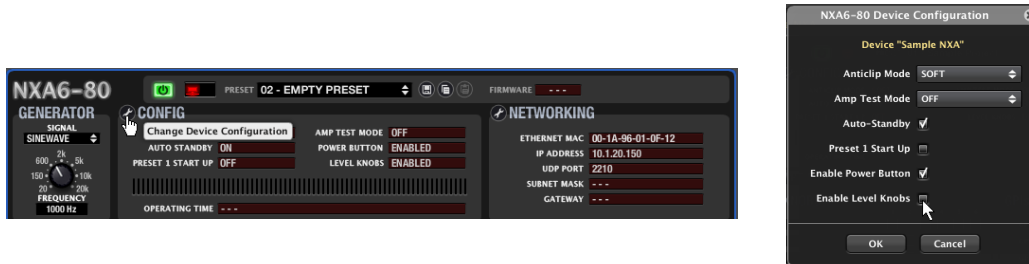 NXA6-80
PRESET 02 - EMPTY PRESET
FIRMWARE ---
GENERATOR
SIGNAL
SINEWAVE
600 2k 5k
150 10k
20 20k
FREQUENCY
1000 Hz
CONFIG
Change Device Configuration
AMP TEST MODE OFF
AUTO STANDBY ON
POWER BUTTON ENABLED
PRESET 1 START UP OFF
LEVEL KNOBS ENABLED
OPERATING TIME ---
NETWORKING
ETHERNET MAC 00-1A-96-01-0F-12
IP ADDRESS 10.1.20.150
UDP PORT 2210
SUBNET MASK ---
GATEWAY ---
NXA6-80 Device Configuration
Device "Sample NXA"
Anticlip Mode SOFT
Amp Test Mode OFF
Auto-Standby
Preset 1 Start Up
Enable Power Button
Enable Level Knobs
OK Cancel